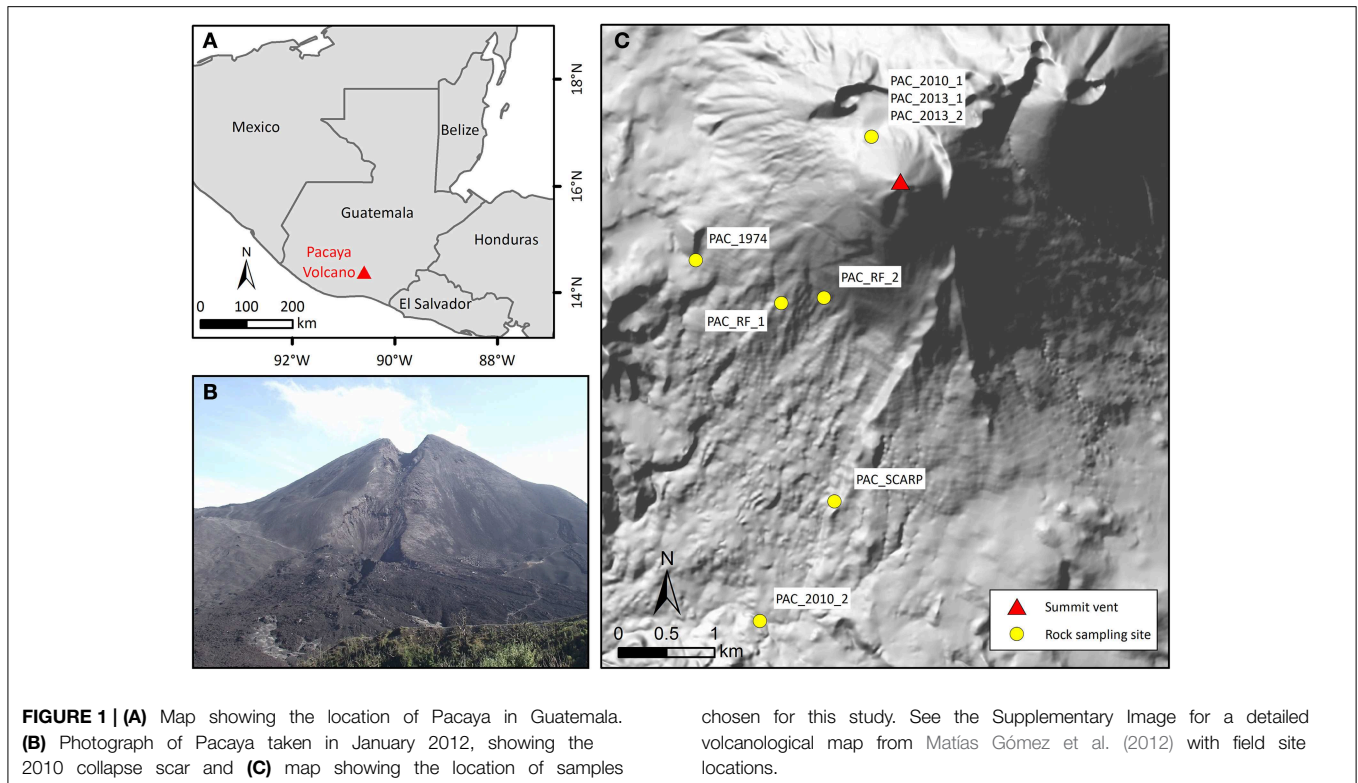 A
Mexico
Belize
Guatemala
Honduras
Pacaya
Volcano
El Salvador
N
0 100 200
km
18°N
16°N
14°N
92°W 90°W 88°W
B
C
PAC_2010_1
PAC_2013_1
PAC_2013_2
PAC_1974
PAC_RF_2
PAC_RF_1
PAC_SCARP
PAC_2010_2
N
0 0.5 1
km
Summit vent
Rock sampling site
FIGURE 1 | (A) Map showing the location of Pacaya in Guatemala.
(B) Photograph of Pacaya taken in January 2012, showing the
2010 collapse scar and (C) map showing the location of samples
chosen for this study. See the Supplementary Image for a detailed
volcanological map from Matías Gómez et al. (2012) with field site
locations.